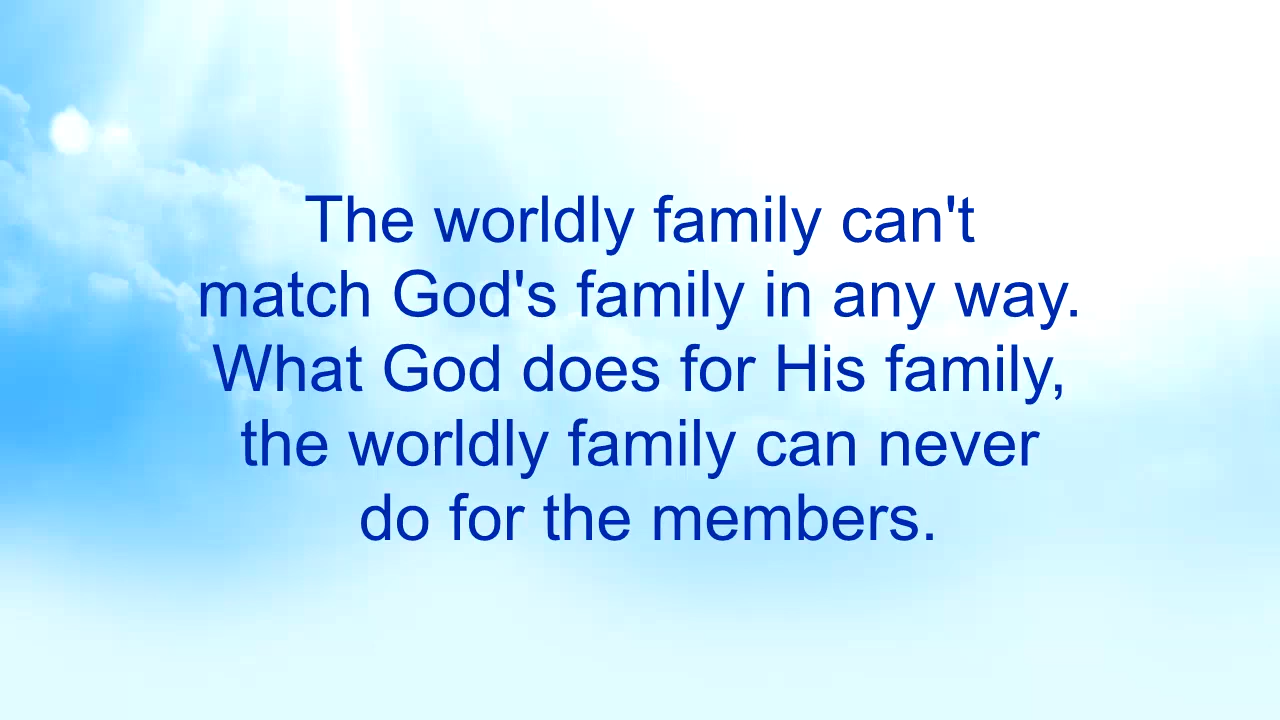 The worldly family can't
match God's family in any way.
What God does for His family,
the worldly family can never
do for the members.